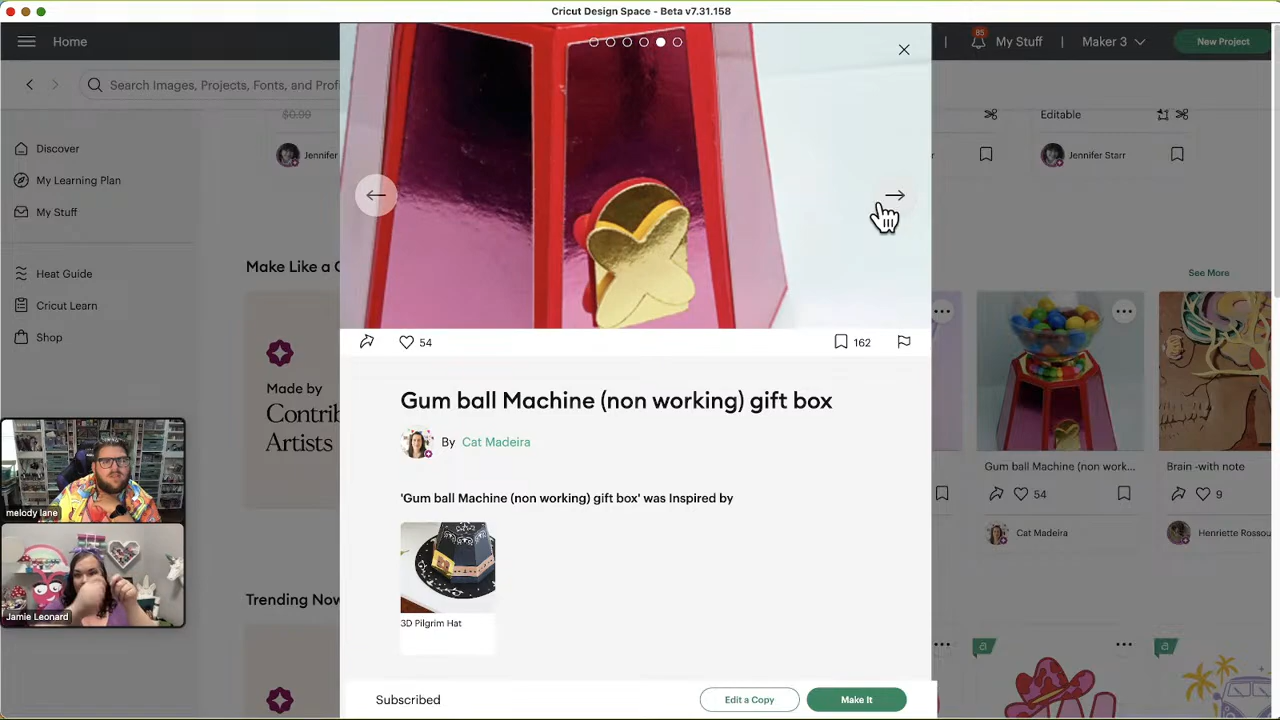 Cricut Design Space - Beta v7.31.158
Home
85
My Stuff
Maker 3
New Project
Search Images, Projects, Fonts, and Prof
$0.99
Editable
Discover
Jennifer
r
Jennifer Starr
My Learning Plan
My Stuff
Make Like a C
Heat Guide
See More
Cricut Learn
Shop
54
162
Made by
Contrib
Artists
Gum ball Machine (non working) gift box
By Cat Madeira
Gum ball Machine (non work...
Brain -with note
54
9
'Gum ball Machine (non working) gift box' was Inspired by
melody lane
Cat Madeira
Henriette Rossou
Trending Now
Jamie Leonard
3D Pilgrim Hat
a
a
Subscribed
Edit a Copy
Make It